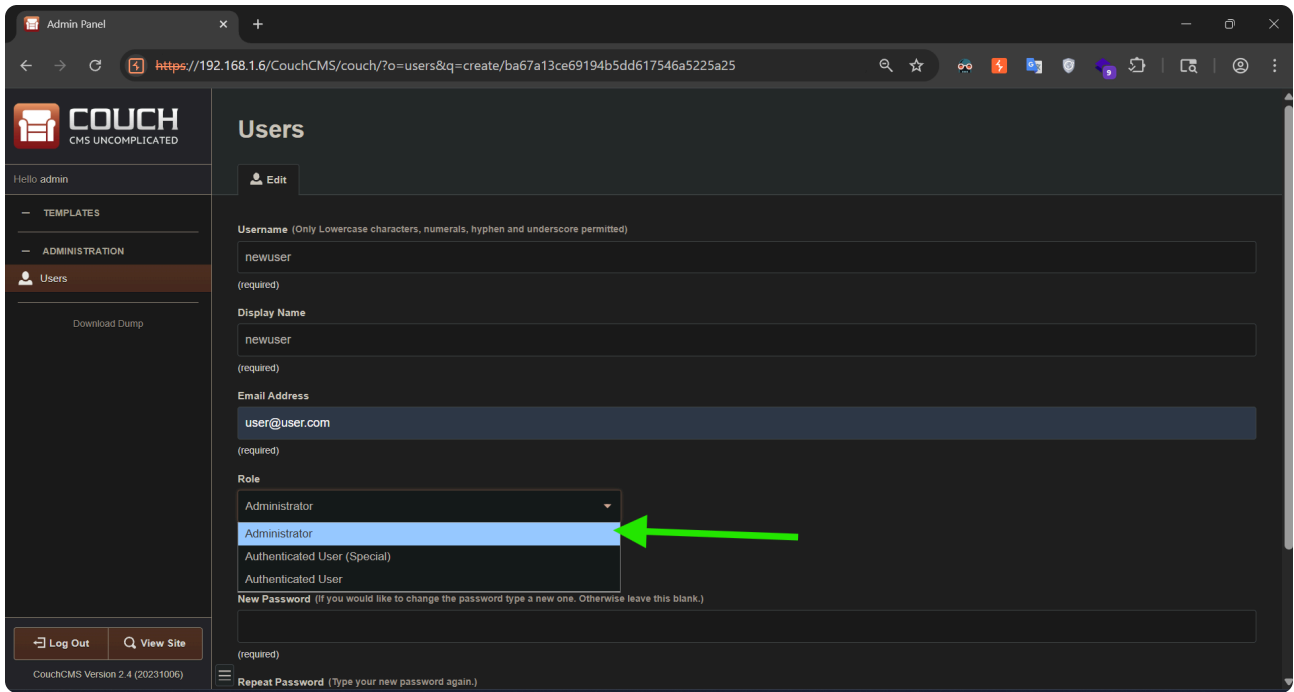 Admin Panel
https://192.168.1.6/CouchCMS/couch/?o=users&q=create/ba67a13ce69194b5dd617546a5225a25
9
COUCH
CMS UNCOMPLICATED
Hello admin
TEMPLATES
ADMINISTRATION
Users
Download Dump
Log Out
View Site
CouchCMS Version 2.4 (20231006)
Users
Edit
Username (Only Lowercase characters, numerals, hyphen and underscore permitted)
newuser
(required)
Display Name
newuser
(required)
Email Address
user@user.com
(required)
Role
Administrator
Administrator
Authenticated User (Special)
Authenticated User
New Password (If you would like to change the password type a new one. Otherwise leave this blank.)
(required)
Repeat Password (Type your new password again.)